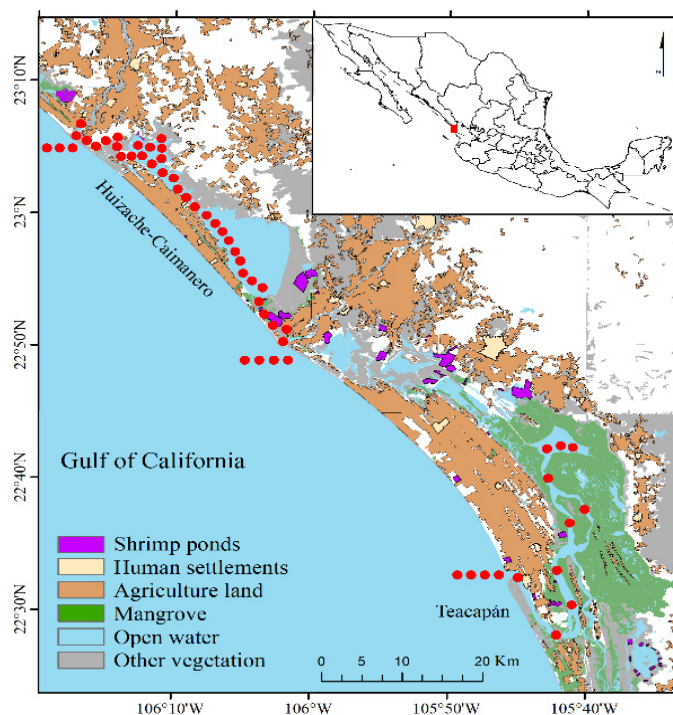 23°10'
23°N
22°50'
22°40'
22°30'
Huizache-Caimanero
Gulf of California
Teacapán
Shrimp ponds
Human settlements
Agriculture land
Mangrove
Open water
Other vegetation
0 5 10 20 Km
106°10'W 106°W 105°50'W 105°40'W